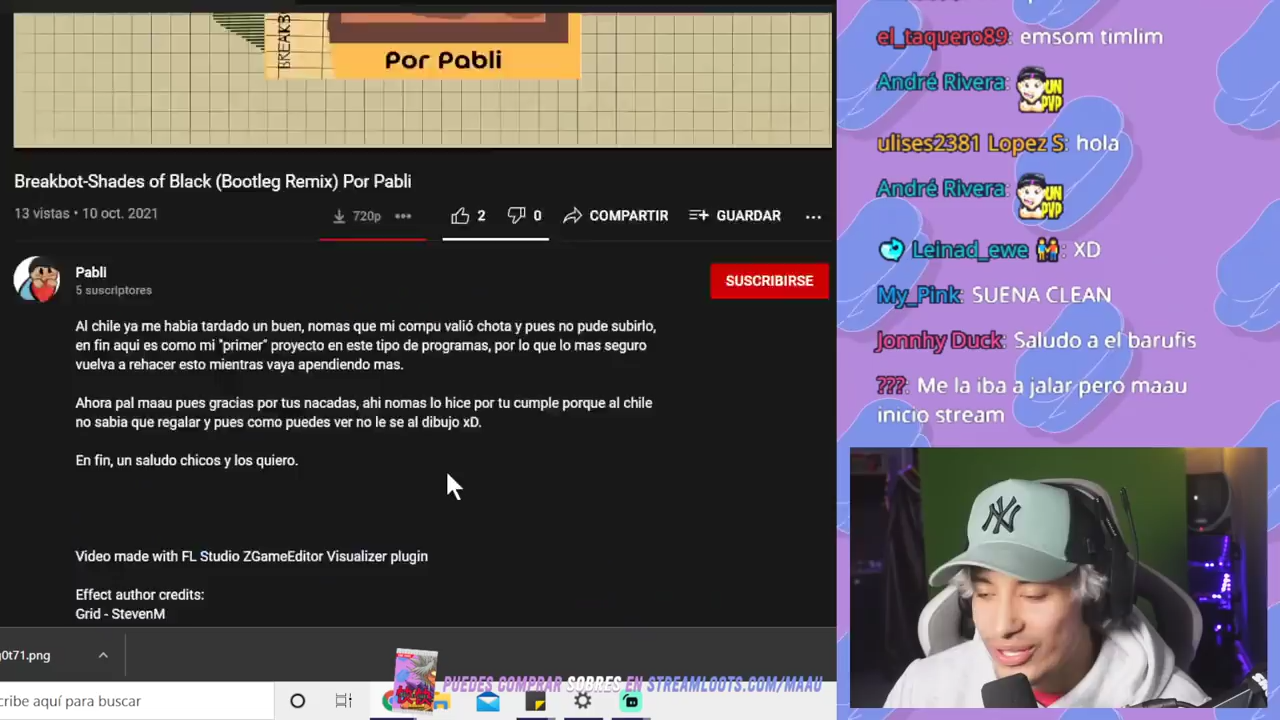 BREAKB
Por Pabli
Breakbot-Shades of Black (Bootleg Remix) Por Pabli
13 vistas • 10 oct. 2021
720p
2
0
COMPARTIR
GUARDAR
Pabli
5 suscriptores
SUSCRIBIRSE
Al chile ya me habia tardado un buen, nomas que mi compu valió chota y pues no pude subirlo,
en fin aqui es como mi "primer" proyecto en este tipo de programas, por lo que lo mas seguro
vuelva a rehacer esto mientras vaya apendiendo mas.
Ahora pal maau pues gracias por tus nacadas, ahi nomas lo hice por tu cumple porque al chile
no sabia que regalar y pues como puedes ver no le se al dibujo xD.
En fin, un saludo chicos y los quiero.
Video made with FL Studio ZGameEditor Visualizer plugin
Effect author credits:
Grid - StevenM
g0t71.png
cribe aquí para buscar
PUEDES COMPRAR SOBRES EN STREAMLOOTS.COM/MAAU
el_taquero89: emsom timlim
André Rivera: UN PVP
ulises2381 Lopez S: hola
André Rivera: UN PVP
Leinad_ewe: XD
My_Pink: SUENA CLEAN
Jonnhy Duck: Saludo a el barufis
???: Me la iba a jalar pero maau
inicio stream
NY